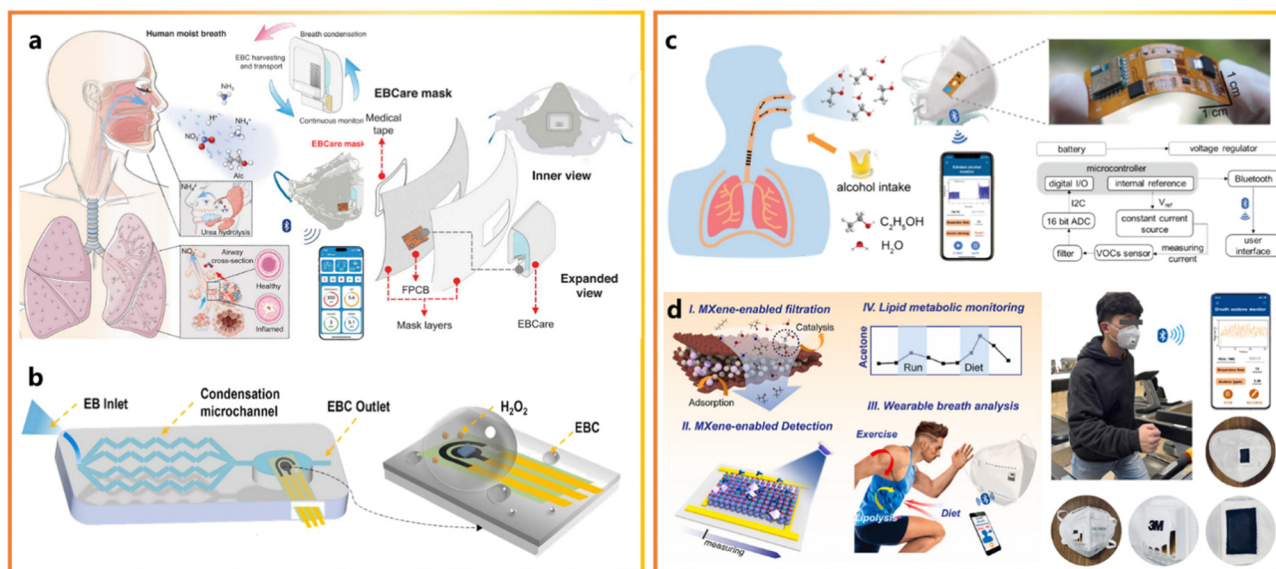 a
Human moist breath
Breath condensation
EBC harvesting
and transport
Continuous monitori
NH₃
H⁺
NH₄⁺
NO₂⁻
Alc
EBCare mask
Medical
tape
EBCare mask
Inner view
NH₄⁺
Urea hydrolysis
NO₂⁻
Airway
cross-section
Healthy
Inflamed
FPCB
Mask layers
Expanded
view
EBCare
b
EB Inlet
Condensation
microchannel
EBC Outlet
H₂O₂
EBC
c
alcohol intake
C₂H₅OH
H₂O
1 cm
1 cm
battery
voltage regulator
microcontroller
digital I/O
internal reference
Bluetooth
I2C
Vref
16 bit ADC
constant current
source
filter
VOCs sensor
measuring
current
user
interface
d
I. MXene-enabled filtration
Catalysis
Adsorption
II. MXene-enabled Detection
measuring
IV. Lipid metabolic monitoring
Acetone
Run
Diet
III. Wearable breath analysis
Exercise
Lipolysis
Diet
Breath acetone monitor
3M